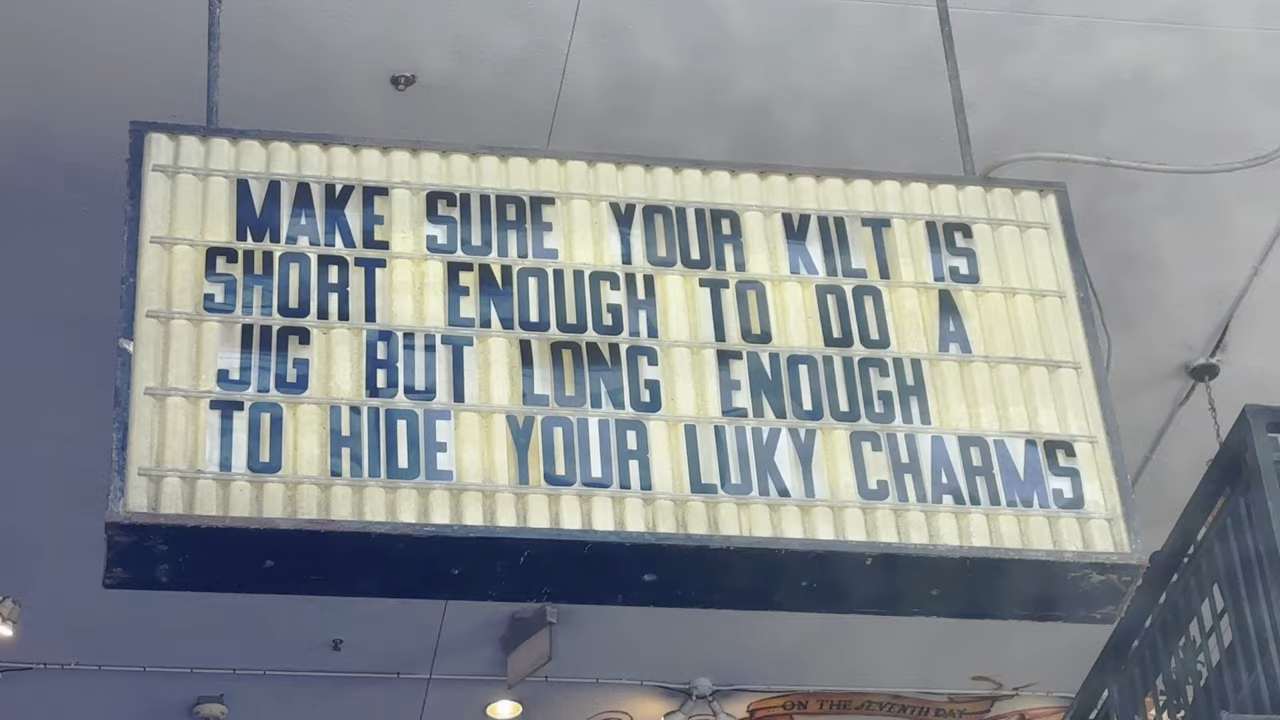 MAKE SURE YOUR KILT IS
SHORT ENOUGH TO DO A
JIG BUT LONG ENOUGH
TO HIDE YOUR LUKY CHARMS
ON THE SEVENTH DAY